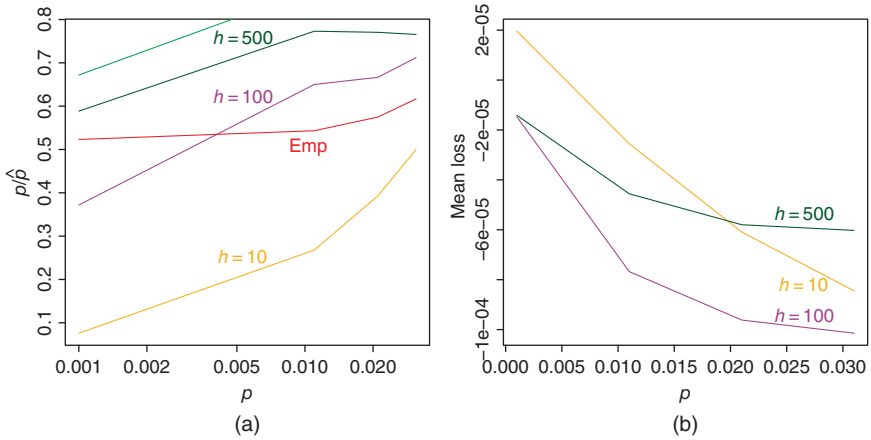 0.8
0.7
0.6
0.5
0.4
0.3
0.2
0.1
p/p̂
h = 500
h = 100
Emp
h = 10
0.001 0.002 0.005 0.010 0.020
p
(a)
2e−05
−2e−05
−6e−05
−1e−04
Mean loss
h = 500
h = 10
h = 100
0.000 0.005 0.010 0.015 0.020 0.025 0.030
p
(b)